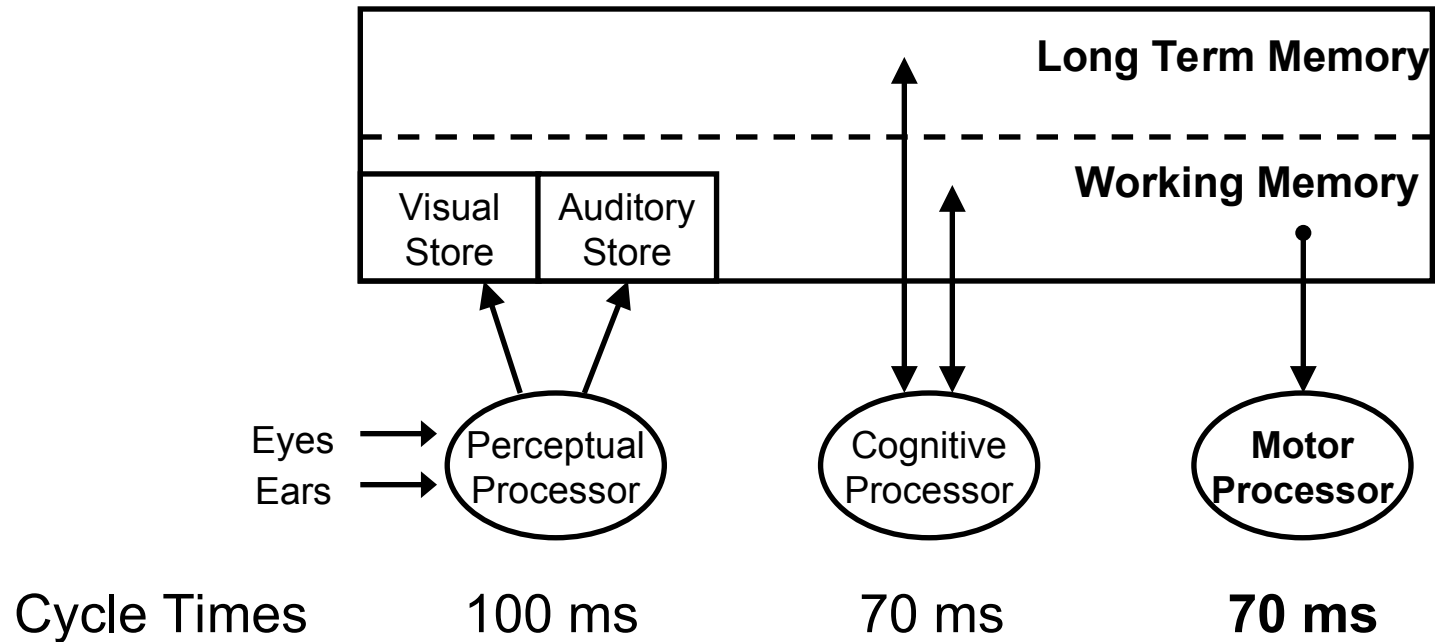 Long Term Memory
Working Memory
Visual
Store
Auditory
Store
Eyes
Ears
Perceptual
Processor
Cognitive
Processor
Motor
Processor
Cycle Times 100 ms 70 ms 70 ms